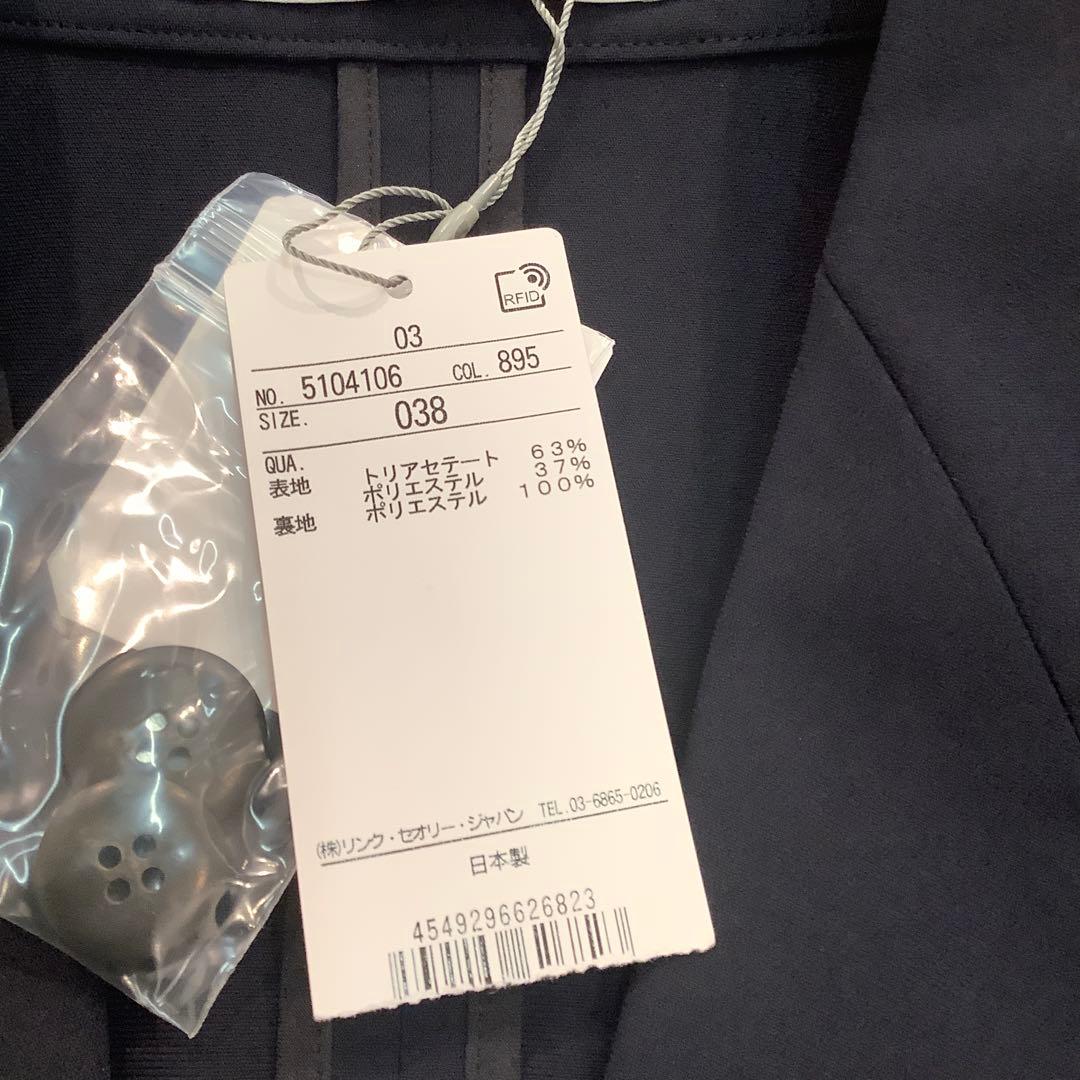 RFID
03
NO. 5104106 COL. 895
SIZE. 038
QUA.
表地 トリアセテート 63%
ポリエステル 37%
裏地 ポリエステル 100%
(株)リンク・セオリー・ジャパン TEL.03-6865-0206
日本製
4549296626823